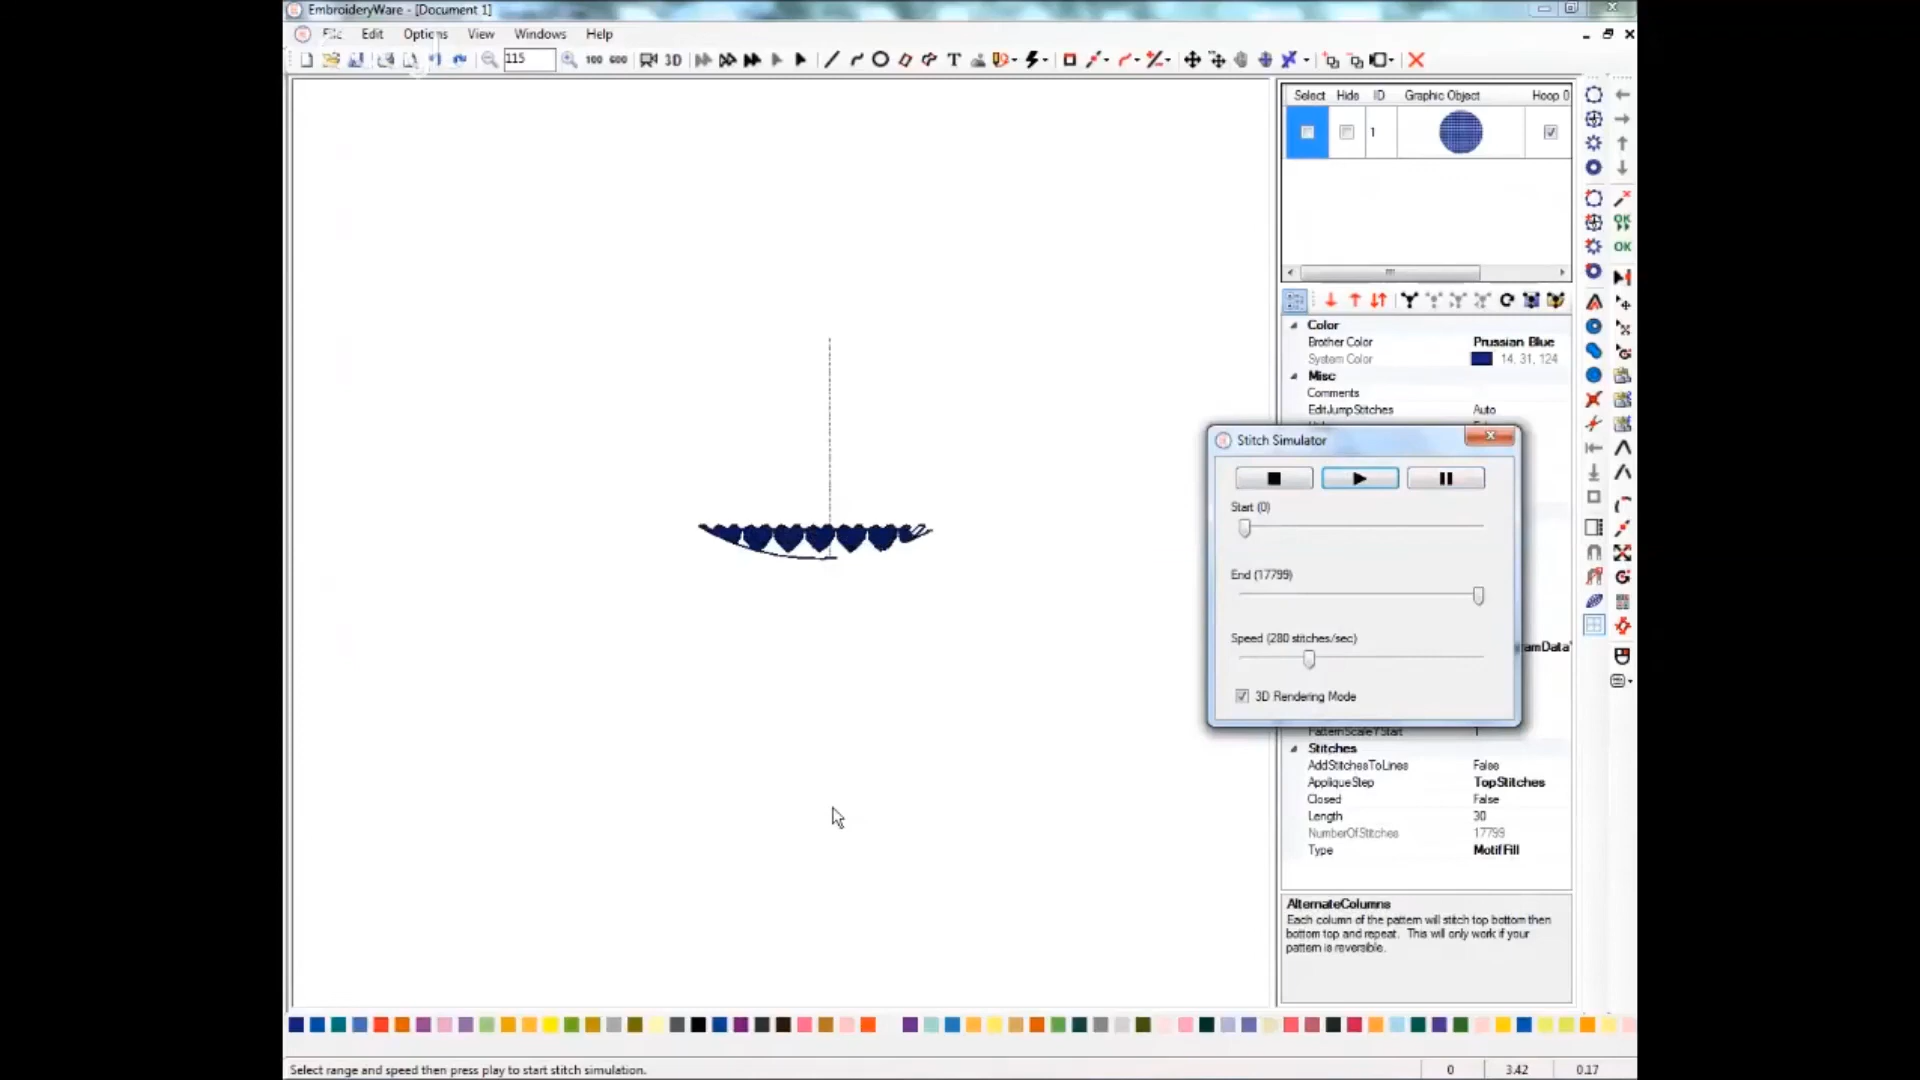 EmbroideryWare - [Document 1]
File Edit Options View Windows Help
115 100 600 3D T
Select Hide ID Graphic Object Hoop 0
1
OK
OK
Color
Brother Color Prussian Blue
System Color 14, 31, 124
Misc
Comments
EditJumpStitches Auto
Stitch Simulator
Start (0)
End (17799)
Speed (280 stitches/sec)
3D Rendering Mode
amData'
PatternScaleYStart 1
Stitches
AddStitchesToLines False
AppliqueStep TopStitches
Closed False
Length 30
NumberOfStitches 17799
Type MotifFill
AlternateColumns
Each column of the pattern will stitch top bottom then
bottom top and repeat. This will only work if your
pattern is reversible.
Select range and speed then press play to start stitch simulation. 0 3.42 0.17